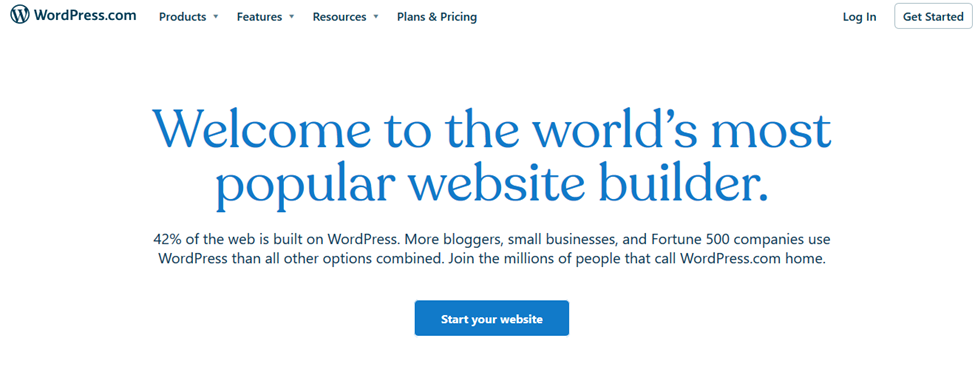 WordPress.com Products Features Resources Plans & Pricing Log In Get Started
Welcome to the world’s most
popular website builder.
42% of the web is built on WordPress. More bloggers, small businesses, and Fortune 500 companies use
WordPress than all other options combined. Join the millions of people that call WordPress.com home.
Start your website